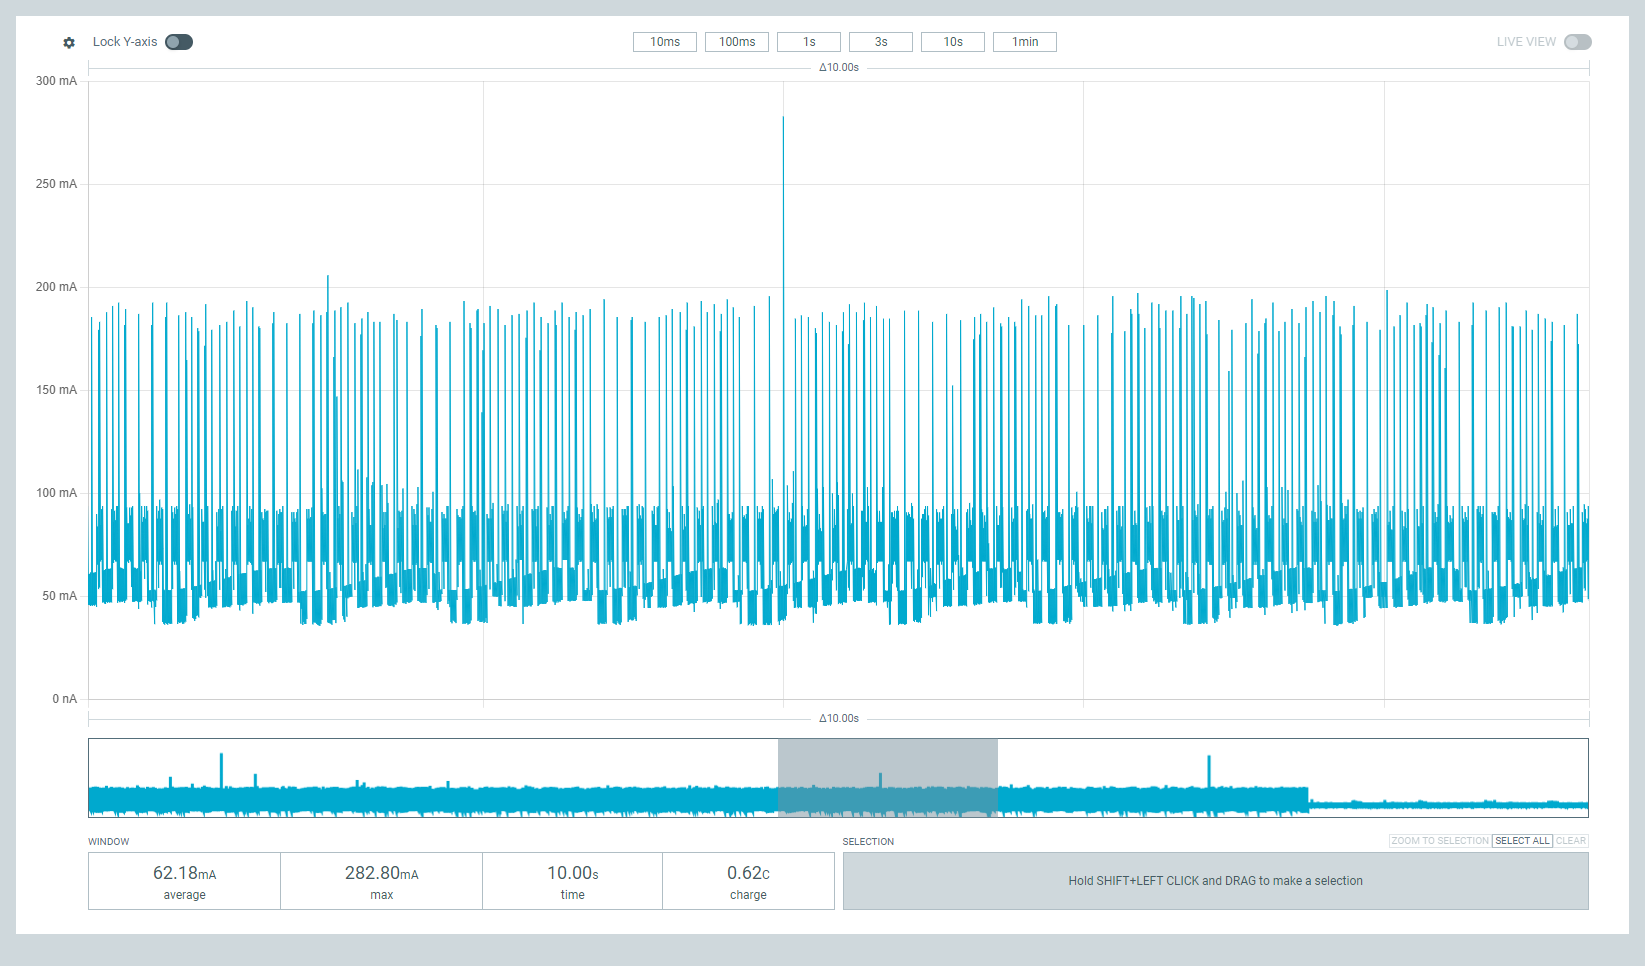 Lock Y-axis
10ms 100ms 1s 3s 10s 1min
LIVE VIEW
Δ10.00s
300 mA
250 mA
200 mA
150 mA
100 mA
50 mA
0 nA
Δ10.00s
WINDOW
62.18mA
average
282.80mA
max
10.00s
time
0.62C
charge
SELECTION
ZOOM TO SELECTION SELECT ALL CLEAR
Hold SHIFT+LEFT CLICK and DRAG to make a selection